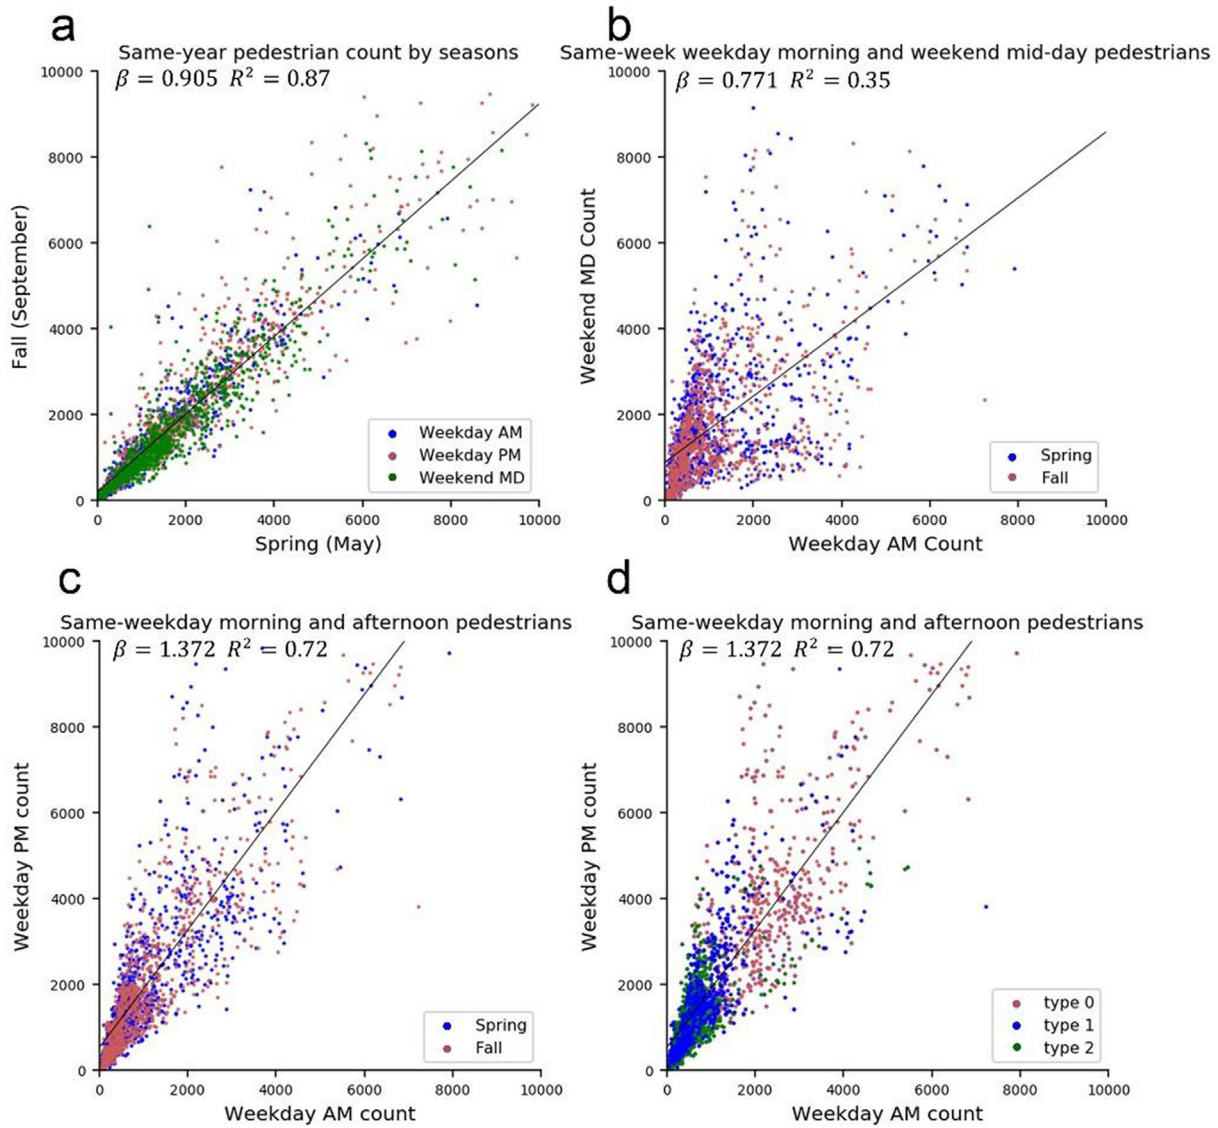 a
Same-year pedestrian count by seasons
β = 0.905 R² = 0.87
10000
8000
6000
4000
2000
0
Fall (September)
Weekday AM
Weekday PM
Weekend MD
0 2000 4000 6000 8000 10000
Spring (May)
b
Same-week weekday morning and weekend mid-day pedestrians
β = 0.771 R² = 0.35
10000
8000
6000
4000
2000
0
Weekend MD Count
Spring
Fall
0 2000 4000 6000 8000 10000
Weekday AM Count
c
Same-weekday morning and afternoon pedestrians
β = 1.372 R² = 0.72
10000
8000
6000
4000
2000
0
Weekday PM count
Spring
Fall
0 2000 4000 6000 8000 10000
Weekday AM count
d
Same-weekday morning and afternoon pedestrians
β = 1.372 R² = 0.72
10000
8000
6000
4000
2000
0
Weekday PM count
type 0
type 1
type 2
0 2000 4000 6000 8000 10000
Weekday AM count